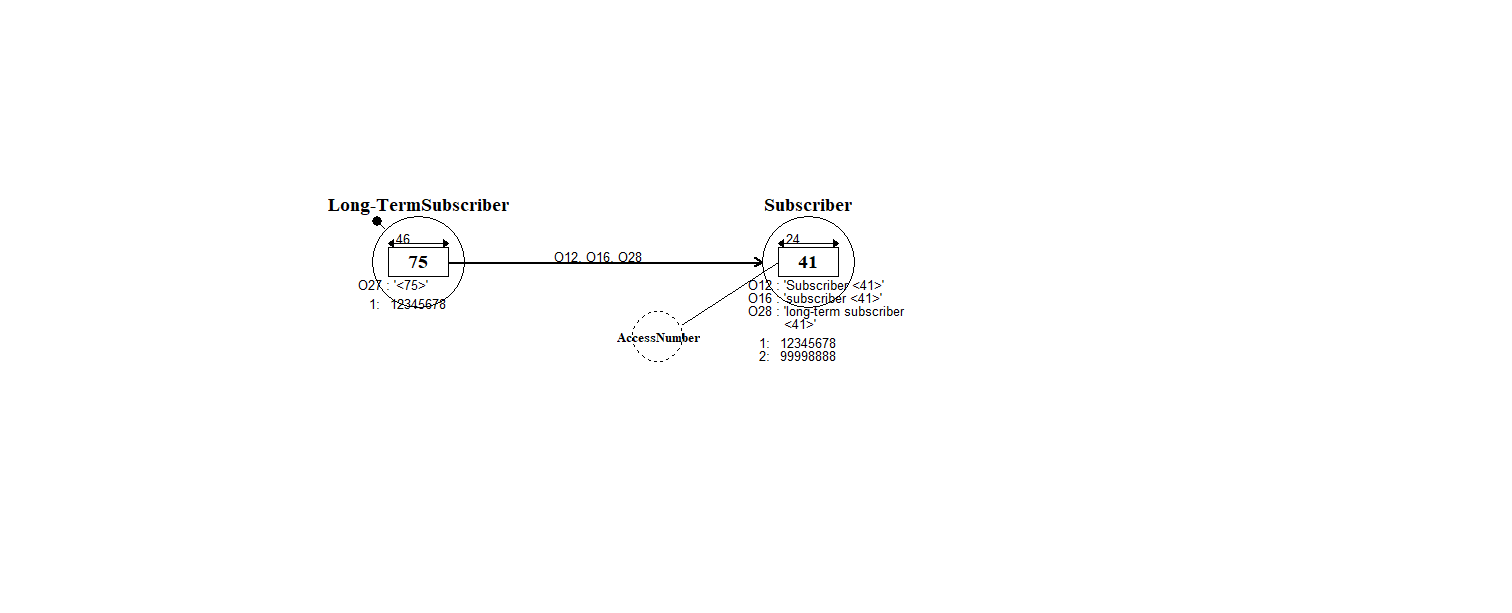 Long-TermSubscriber
46
75
O27 : '<75>'
1: 12345678
O12, O16, O28
Subscriber
24
41
O12 : 'Subscriber <41>'
O16 : 'subscriber <41>'
O28 : 'long-term subscriber
<41>'
1: 12345678
2: 99998888
AccessNumber